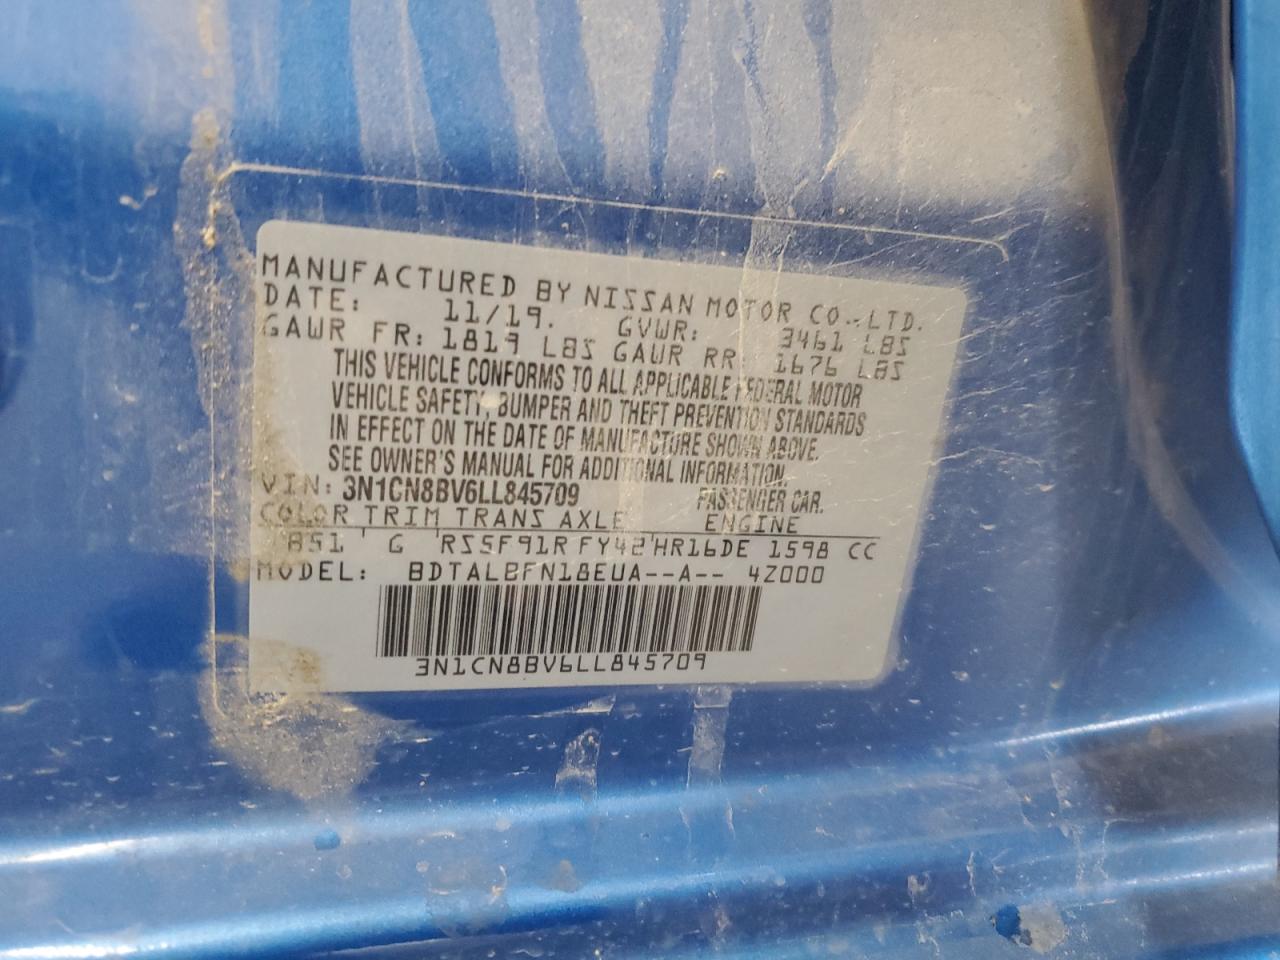 MANUFACTURED BY NISSAN MOTOR CO.,LTD.
DATE: 11/19. GVWR: 3461 LBS
GAWR FR: 1819 LBS GAWR RR: 1676 LBS
THIS VEHICLE CONFORMS TO ALL APPLICABLE FEDERAL MOTOR
VEHICLE SAFETY, BUMPER AND THEFT PREVENTION STANDARDS
IN EFFECT ON THE DATE OF MANUFACTURE SHOWN ABOVE.
SEE OWNER'S MANUAL FOR ADDITIONAL INFORMATION.
VIN: 3N1CN8BV6LL845709 PASSENGER CAR.
COLOR TRIM TRANS AXLE ENGINE
B51 G RS5F91R FY42 HR16DE 1598 CC
MODEL: BDTALBFN18EUA--A-- 4Z000
3N1CN8BV6LL845709